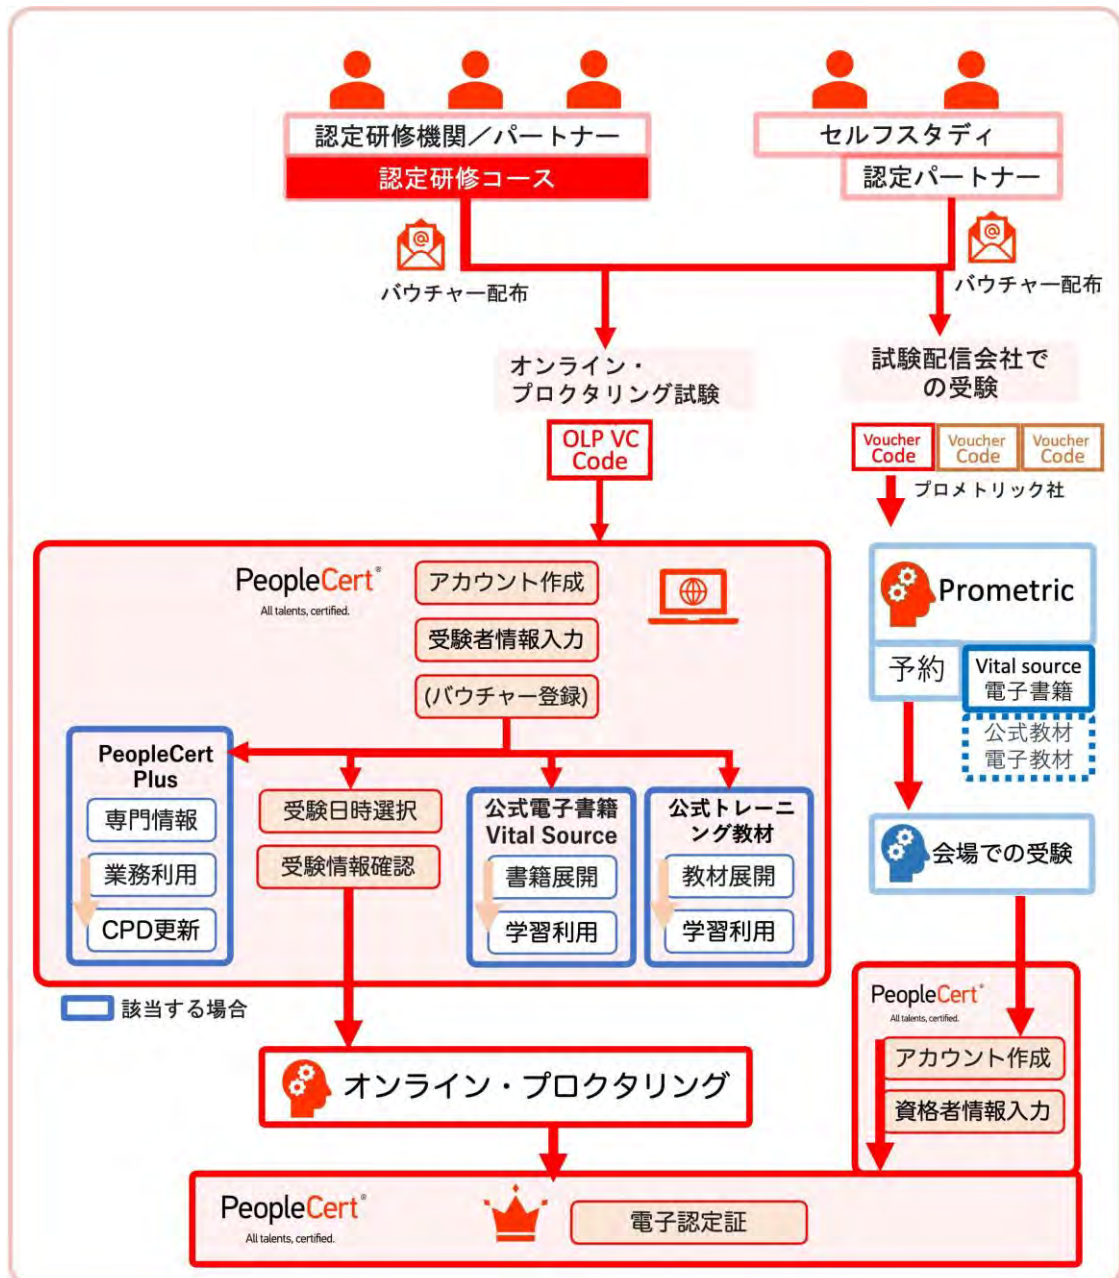 認定研修機関／パートナー
認定研修コース
セルフスタディ
認定パートナー
@
バウチャー配布
@
バウチャー配布
オンライン・
プロクタリング試験
試験配信会社で
の受験
OLP VC
Code
Voucher
Code
Voucher
Code
Voucher
Code
プロメトリック社
PeopleCert®
All talents, certified.
アカウント作成
受験者情報入力
(バウチャー登録)
PeopleCert
Plus
専門情報
業務利用
CPD更新
受験日時選択
受験情報確認
公式電子書籍
Vital Source
書籍展開
学習利用
公式トレーニ
ング教材
教材展開
学習利用
該当する場合
Prometric
予約
Vital source
電子書籍
公式教材
電子教材
会場での受験
PeopleCert®
All talents, certified.
アカウント作成
資格者情報入力
オンライン・プロクタリング
PeopleCert®
All talents, certified.
電子認定証